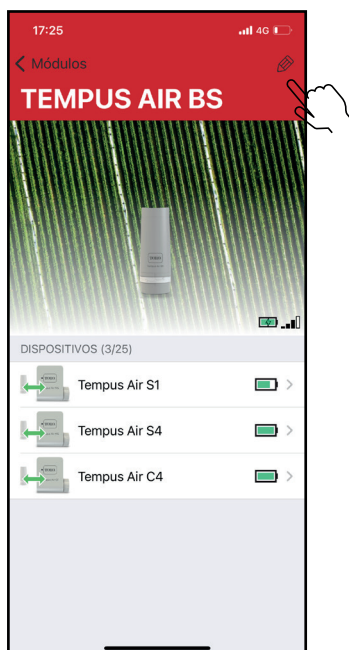 17:25
4G
Módulos
TEMPUS AIR BS
DISPOSITIVOS (3/25)
Tempus Air S1
Tempus Air S4
Tempus Air C4